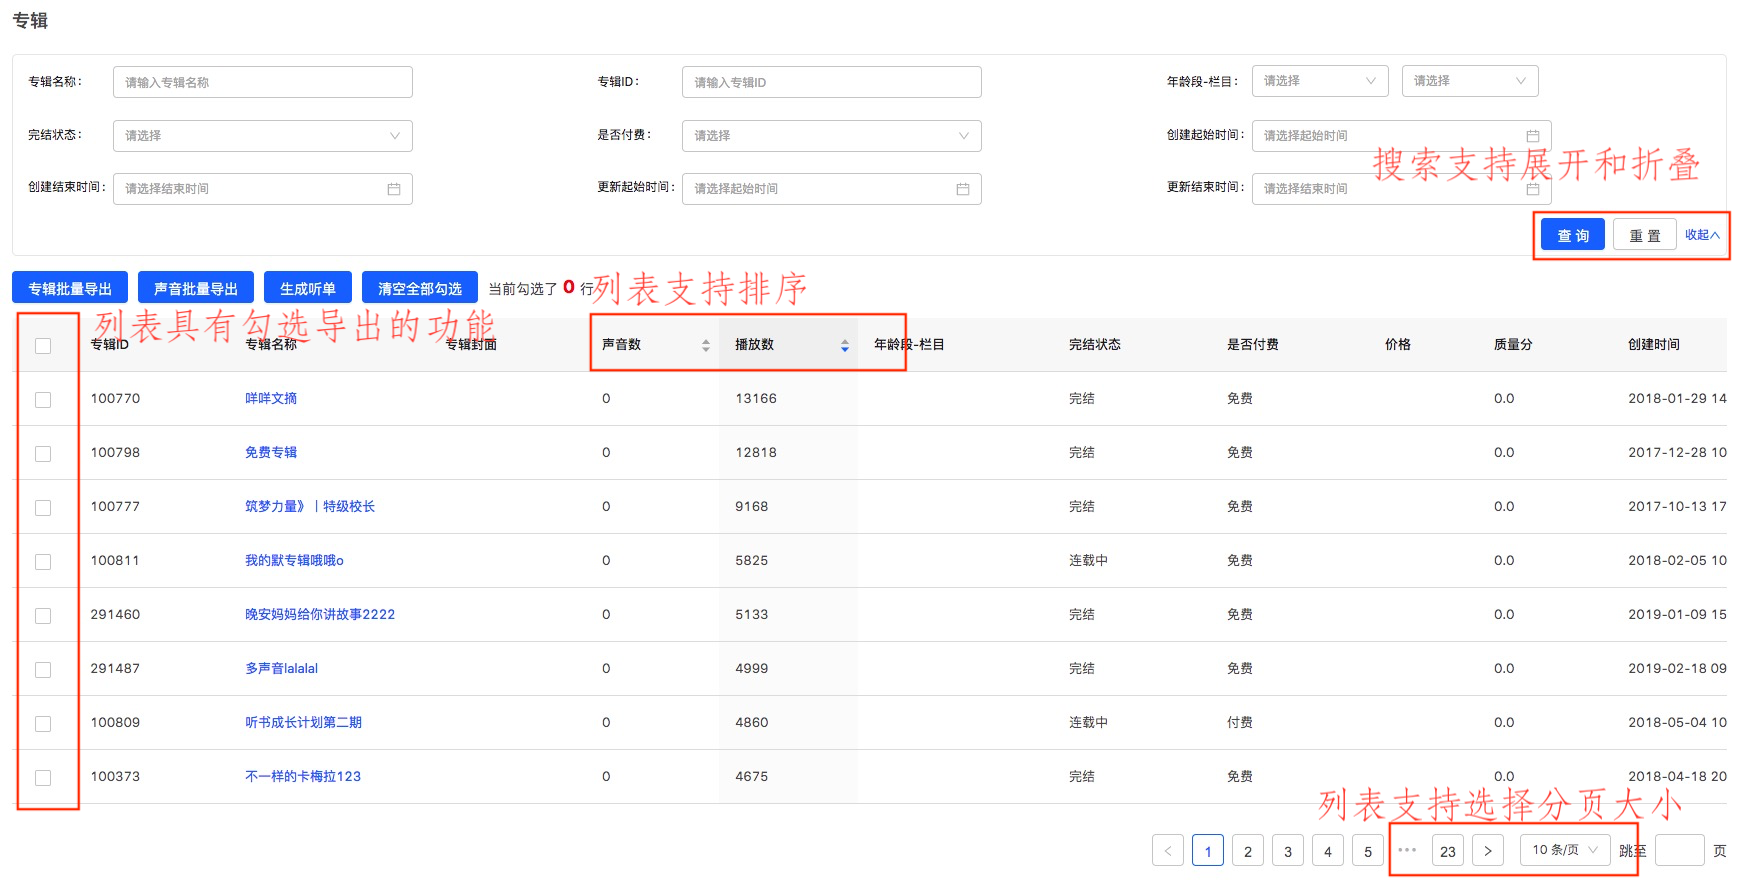 专辑
专辑名称： 请输入专辑名称 专辑ID： 请输入专辑ID 年龄段-栏目： 请选择 请选择
完结状态： 请选择 是否付费： 请选择 创建起始时间： 请选择起始时间
搜索支持展开和折叠
创建结束时间： 请选择结束时间 更新起始时间： 请选择起始时间 更新结束时间： 请选择结束时间
查 询 重 置 收起
专辑批量导出 声音批量导出 生成听单 清空全部勾选 当前勾选了 0 行
列表支持排序
列表具有勾选导出的功能
专辑ID 专辑名称 专辑封面 声音数 播放数 年龄段-栏目 完结状态 是否付费 价格 质量分 创建时间
100770 咩咩文摘 0 13166 完结 免费 0.0 2018-01-29 14
100798 免费专辑 0 12818 完结 免费 0.0 2017-12-28 10
100777 筑梦力量》丨特级校长 0 9168 完结 免费 0.0 2017-10-13 17
100811 我的默专辑哦哦o 0 5825 连载中 免费 0.0 2018-02-05 10
291460 晚安妈妈给你讲故事2222 0 5133 完结 免费 0.0 2019-01-09 15
291487 多声音lalalal 0 4999 完结 免费 0.0 2019-02-18 09
100809 听书成长计划第二期 0 4860 连载中 付费 0.0 2018-05-04 10
100373 不一样的卡梅拉123 0 4675 完结 免费 0.0 2018-04-18 20
列表支持选择分页大小
< 1 2 3 4 5 ••• 23 > 10 条/页 跳至 页